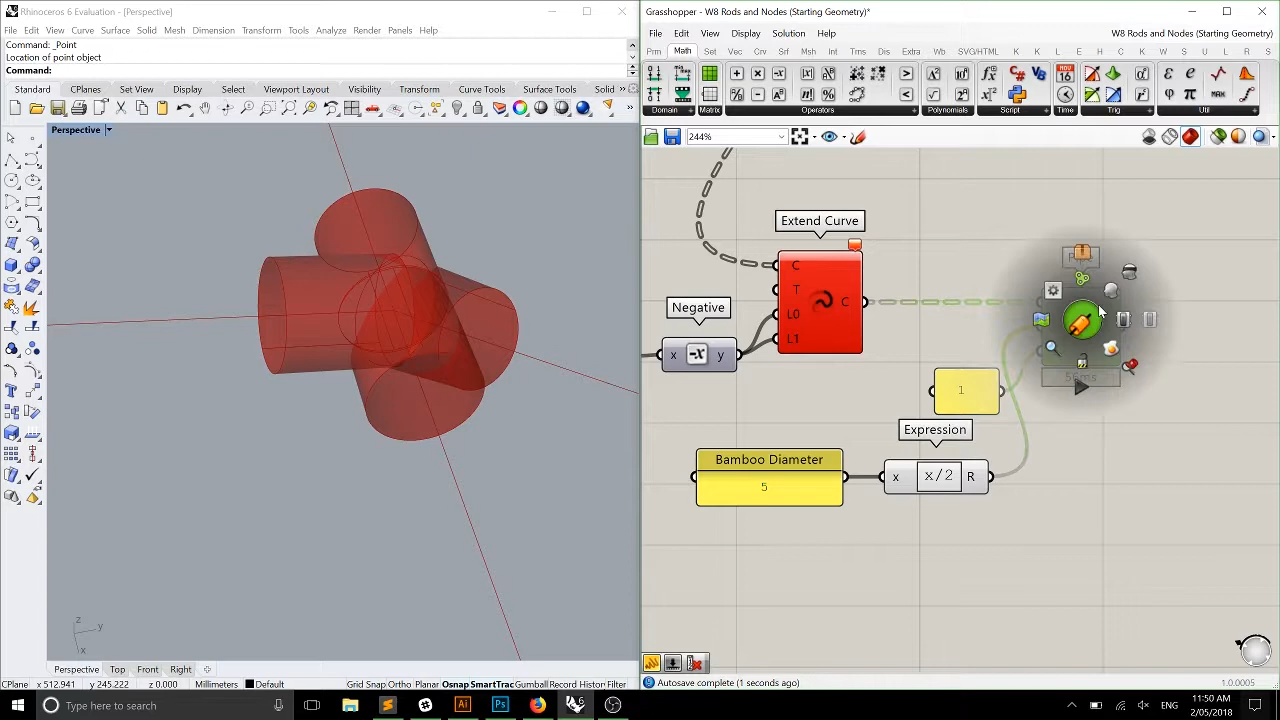 Rhinoceros 6 Evaluation - [Perspective]
File Edit View Curve Surface Solid Mesh Dimension Transform Tools Analyze Render Panels Help
Command: _Point
Location of point object
Command:
Standard CPlanes Set View Display Select Viewport Layout Visibility Transform Curve Tools Surface Tools Solid
Perspective
z
y
x
Perspective Top Front Right
CPlane x 512.941 y 245.222 z 0.000 Millimeters Default Grid Snap Ortho Planar Osnap SmartTrac Gumball Record History Filter
Grasshopper - W8 Rods and Nodes (Starting Geometry)*
File Edit View Display Solution Help W8 Rods and Nodes (Starting Geometry)*
Prm Math Set Vec Crv Srf Msh Int Trns Dis Extra Wb SVG/HTML K K K K L
Domain Matrix Operators Polynomials Script Time Trig Util
244%
Extend Curve
C
T
L0
L1
C
Negative
x -x y
1
Expression
x x/2 R
Bamboo Diameter
5
56ms
Autosave complete (1 seconds ago)
1.0.0005
Type here to search
ENG
11:50 AM
2/05/2018